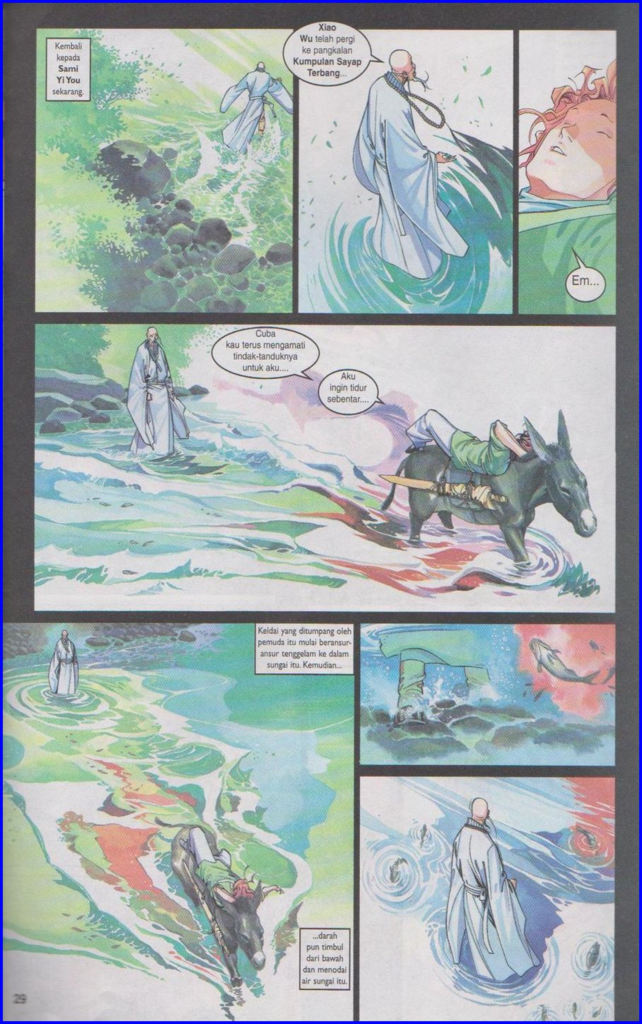 Kembali
kepada
Sami
Yi You
sekarang.
Xiao
Wu telah pergi
ke pangkalan
Kumpulan Sayap
Terbang...
Em...
Cuba
kau terus mengamati
tindak-tanduknya
untuk aku....
Aku
ingin tidur
sebentar....
Keldai yang ditumpang oleh
pemuda itu mulai beransur-
ansur tenggelam ke dalam
sungai itu. Kemudian...
...darah
pun timbul
dari bawah
dan menodai
air sungai itu.
29